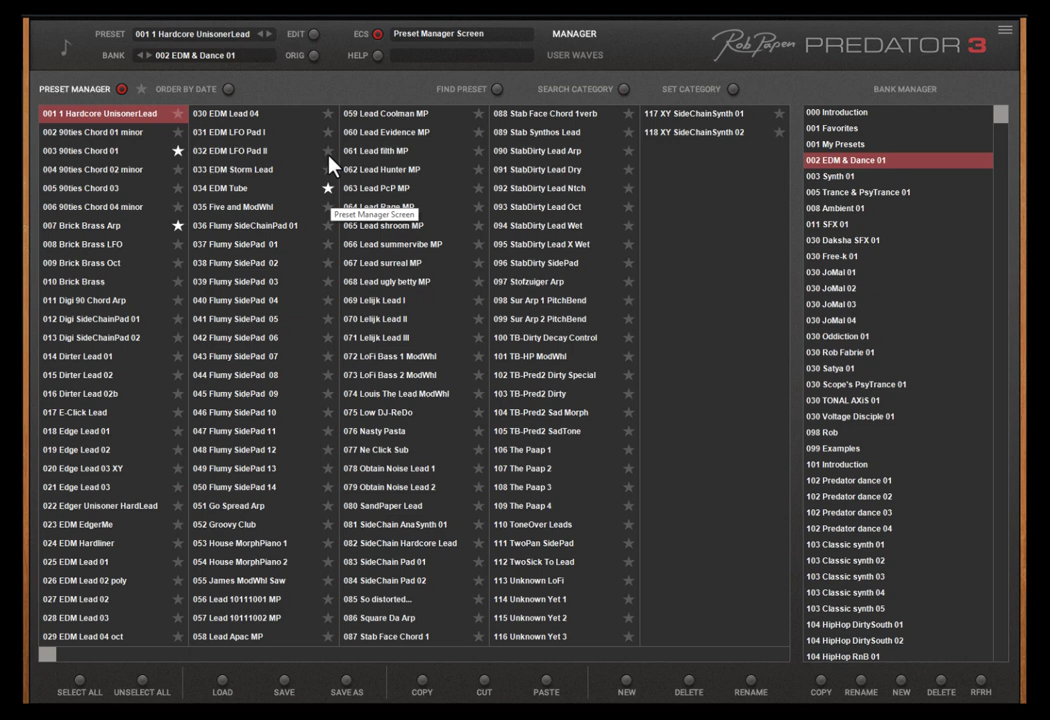 PRESET 001 1 Hardcore UnisonerLead EDIT ECS Preset Manager Screen MANAGER
BANK 002 EDM & Dance 01 ORIG HELP USER WAVES
Rob Papen PREDATOR 3
PRESET MANAGER ORDER BY DATE FIND PRESET SEARCH CATEGORY SET CATEGORY BANK MANAGER
001 1 Hardcore UnisonerLead
002 90ties Chord 01 minor
003 90ties Chord 01
004 90ties Chord 02 minor
005 90ties Chord 03
006 90ties Chord 04 minor
007 Brick Brass Arp
008 Brick Brass LFO
009 Brick Brass Oct
010 Brick Brass
011 Digi 90 Chord Arp
012 Digi SideChainPad 01
013 Digi SideChainPad 02
014 Dirter Lead 01
015 Dirter Lead 02
016 Dirter Lead 02b
017 E-Click Lead
018 Edge Lead 01
019 Edge Lead 02
020 Edge Lead 03 XY
021 Edge Lead 03
022 Edger Unisoner HardLead
023 EDM EdgerMe
024 EDM Hardliner
025 EDM Lead 01
026 EDM Lead 02 poly
027 EDM Lead 02
028 EDM Lead 03
029 EDM Lead 04 oct
030 EDM Lead 04
031 EDM LFO Pad I
032 EDM LFO Pad II
033 EDM Storm Lead
034 EDM Tube
035 Five and ModWhl
036 Flumy SideChainPad 01
037 Flumy SidePad 01
038 Flumy SidePad 02
039 Flumy SidePad 03
040 Flumy SidePad 04
041 Flumy SidePad 05
042 Flumy SidePad 06
043 Flumy SidePad 07
044 Flumy SidePad 08
045 Flumy SidePad 09
046 Flumy SidePad 10
047 Flumy SidePad 11
048 Flumy SidePad 12
049 Flumy SidePad 13
050 Flumy SidePad 14
051 Go Spread Arp
052 Groovy Club
053 House MorphPiano 1
054 House MorphPiano 2
055 James ModWhl Saw
056 Lead 10111001 MP
057 Lead 10111002 MP
058 Lead Apac MP
059 Lead Coolman MP
060 Lead Evidence MP
061 Lead filth MP
062 Lead Hunter MP
063 Lead PcP MP
064 Lead Rage MP
Preset Manager Screen
065 Lead shroom MP
066 Lead summervibe MP
067 Lead surreal MP
068 Lead ugly betty MP
069 Lelijk Lead I
070 Lelijk Lead II
071 Lelijk Lead III
072 LoFi Bass 1 ModWhl
073 LoFi Bass 2 ModWhl
074 Louis The Lead ModWhl
075 Low DJ-ReDo
076 Nasty Pasta
077 Ne Click Sub
078 Obtain Noise Lead 1
079 Obtain Noise Lead 2
080 SandPaper Lead
081 SideChain AnaSynth 01
082 SideChain Hardcore Lead
083 SideChain Pad 01
084 SideChain Pad 02
085 So distorted...
086 Square Da Arp
087 Stab Face Chord 1
088 Stab Face Chord 1verb
089 Stab Synthos Lead
090 StabDirty Lead Arp
091 StabDirty Lead Dry
092 StabDirty Lead Ntch
093 StabDirty Lead Oct
094 StabDirty Lead Wet
095 StabDirty Lead X Wet
096 StabDirty SidePad
097 Stofzuiger Arp
098 Sur Arp 1 PitchBend
099 Sur Arp 2 PitchBend
100 TB-Dirty Decay Control
101 TB-HP ModWhl
102 TB-Pred2 Dirty Special
103 TB-Pred2 Dirty
104 TB-Pred2 Sad Morph
105 TB-Pred2 SadTone
106 The Paap 1
107 The Paap 2
108 The Paap 3
109 The Paap 4
110 ToneOver Leads
111 TwoPan SidePad
112 TwoSick To Lead
113 Unknown LoFi
114 Unknown Yet 1
115 Unknown Yet 2
116 Unknown Yet 3
117 XY SideChainSynth 01
118 XY SideChainSynth 02
000 Introduction
001 Favorites
001 My Presets
002 EDM & Dance 01
003 Synth 01
005 Trance & PsyTrance 01
008 Ambient 01
011 SFX 01
030 Daksha SFX 01
030 Free-k 01
030 JoMal 01
030 JoMal 02
030 JoMal 03
030 JoMal 04
030 Oddiction 01
030 Rob Fabrie 01
030 Satya 01
030 Scope's PsyTrance 01
030 TONAL AXiS 01
030 Voltage Disciple 01
098 Rob
099 Examples
101 Introduction
102 Predator dance 01
102 Predator dance 02
102 Predator dance 03
102 Predator dance 04
103 Classic synth 01
103 Classic synth 02
103 Classic synth 03
103 Classic synth 04
103 Classic synth 05
104 HipHop DirtySouth 01
104 HipHop DirtySouth 02
104 HipHop RnB 01
SELECT ALL UNSELECT ALL LOAD SAVE SAVE AS COPY CUT PASTE NEW DELETE RENAME COPY RENAME NEW DELETE RFRH